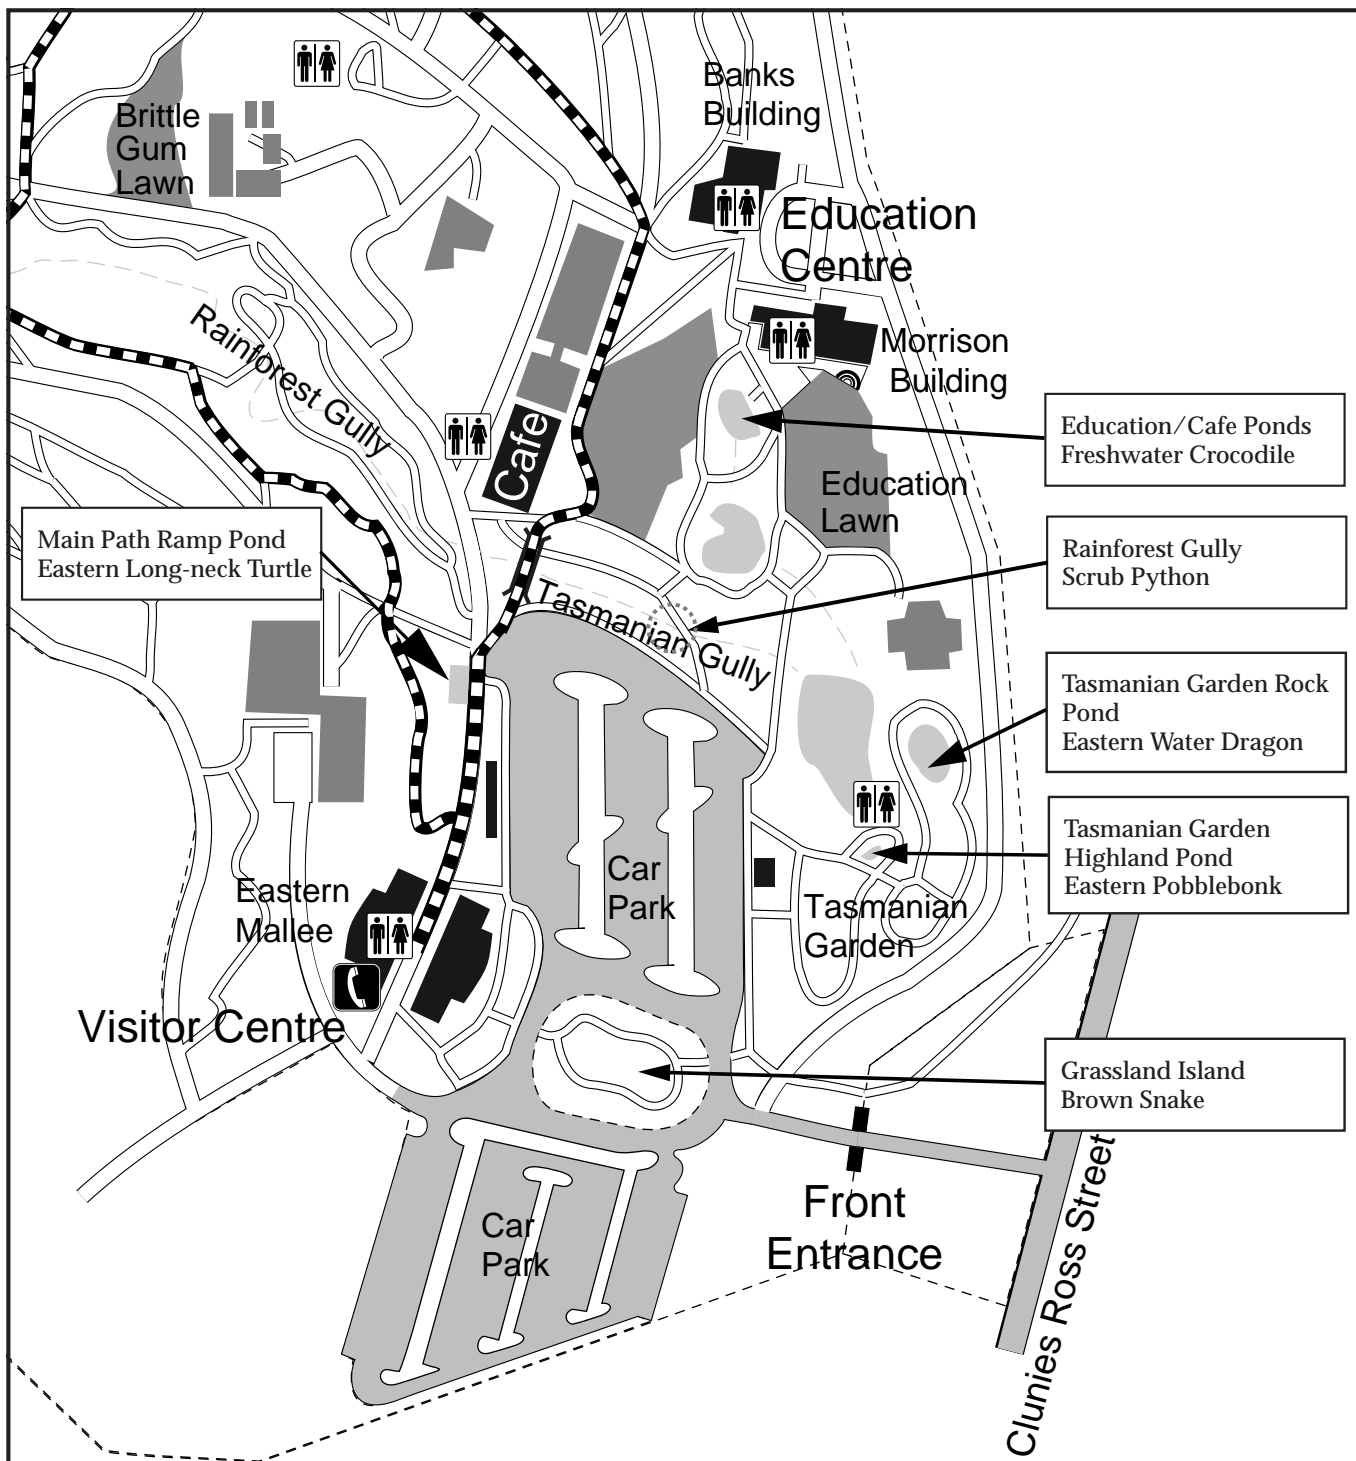 Banks
Building
Brittle
Gum
Lawn
Education
Centre
Rainforest Gully
Morrison
Building
Cafe
Education/Cafe Ponds
Freshwater Crocodile
Education
Lawn
Main Path Ramp Pond
Eastern Long-neck Turtle
Rainforest Gully
Scrub Python
Tasmanian Gully
Tasmanian Garden Rock
Pond
Eastern Water Dragon
Tasmanian Garden
Highland Pond
Eastern Pobblebonk
Car
Park
Eastern
Mallee
Tasmanian
Garden
Visitor Centre
Grassland Island
Brown Snake
Car
Park
Front
Entrance
Clunies Ross Street